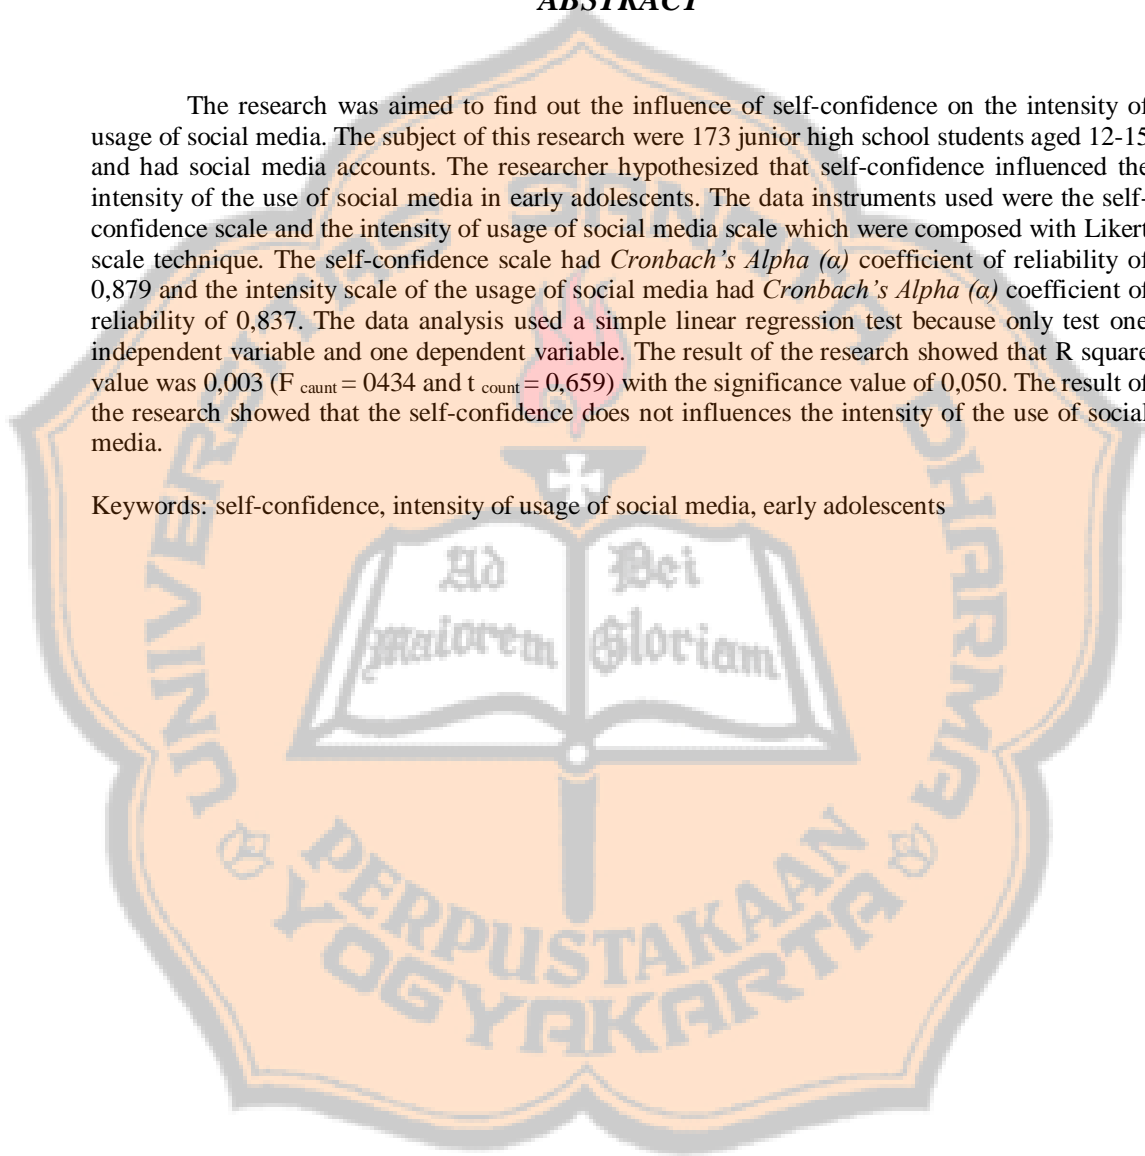 ABSTRACT
The research was aimed to find out the influence of self-confidence on the intensity of
usage of social media. The subject of this research were 173 junior high school students aged 12-15
and had social media accounts. The researcher hypothesized that self-confidence influenced the
intensity of the use of social media in early adolescents. The data instruments used were the self-
confidence scale and the intensity of usage of social media scale which were composed with Likert
scale technique. The self-confidence scale had Cronbach's Alpha (α) coefficient of reliability of
0,879 and the intensity scale of the usage of social media had Cronbach's Alpha (α) coefficient of
reliability of 0,837. The data analysis used a simple linear regression test because only test one
independent variable and one dependent variable. The result of the research showed that R square
value was 0,003 (F caunt = 0434 and t count = 0,659) with the significance value of 0,050. The result of
the research showed that the self-confidence does not influences the intensity of the use of social
media.
Keywords: self-confidence, intensity of usage of social media, early adolescents
UNIVERSITAS SANATA DHARMA
Ad Dei
maiorem Gloriam
PERPUSTAKAAN
YOGYAKARTA